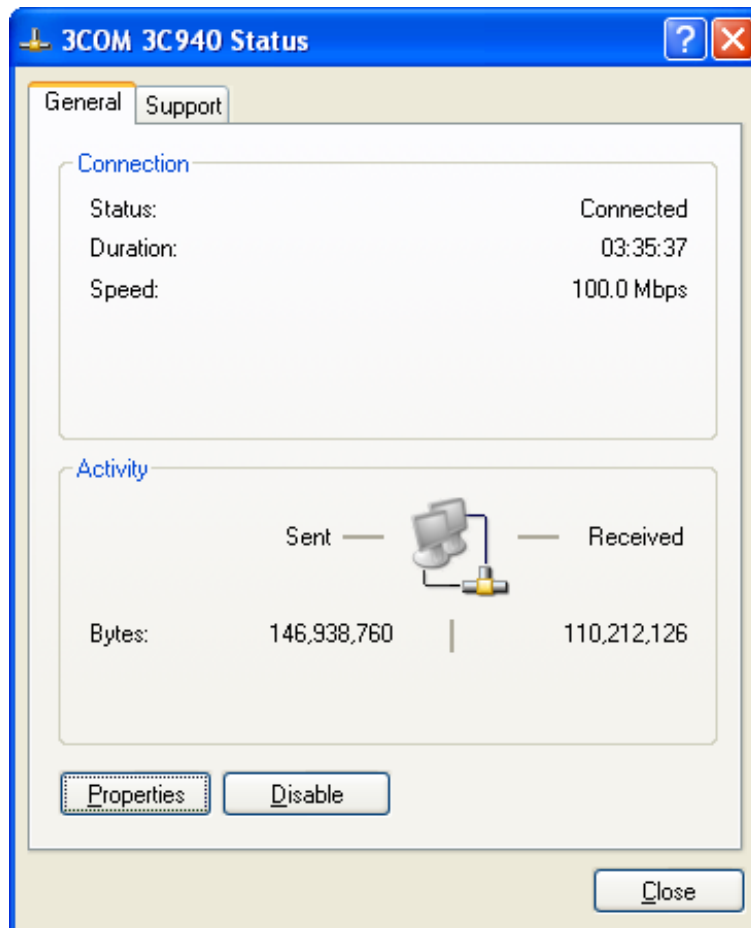 3COM 3C940 Status
General Support
Connection
Status: Connected
Duration: 03:35:37
Speed: 100.0 Mbps
Activity
Sent Received
Bytes: 146,938,760 110,212,126
Properties Disable
Close